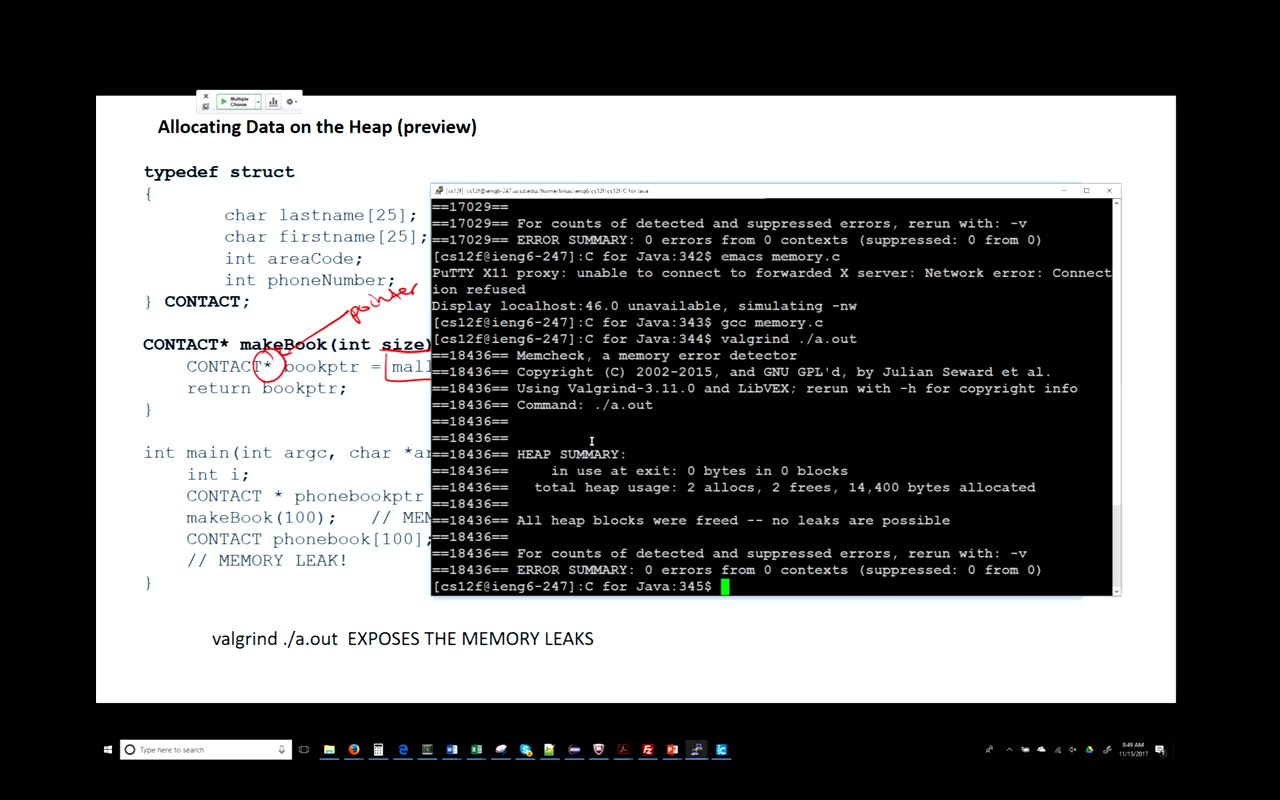 Multiple
Choice
Allocating Data on the Heap (preview)
typedef struct
{
char lastname[25];
char firstname[25];
int areaCode;
int phoneNumber;
} CONTACT;
pointer
CONTACT* makeBook(int size)
CONTACT* bookptr = mall
return bookptr;
}
int main(int argc, char *ar
int i;
CONTACT * phonebookptr
makeBook(100); // MEM
CONTACT phonebook[100];
// MEMORY LEAK!
}
valgrind ./a.out EXPOSES THE MEMORY LEAKS
[cs12f] cs12f@ieng6-247.ucsd.edu:/home/linux/ieng6/cs12f/cs12f/C for Java
==17029==
==17029== For counts of detected and suppressed errors, rerun with: -v
==17029== ERROR SUMMARY: 0 errors from 0 contexts (suppressed: 0 from 0)
[cs12f@ieng6-247]:C for Java:342$ emacs memory.c
PuTTY X11 proxy: unable to connect to forwarded X server: Network error: Connect
ion refused
Display localhost:46.0 unavailable, simulating -nw
[cs12f@ieng6-247]:C for Java:343$ gcc memory.c
[cs12f@ieng6-247]:C for Java:344$ valgrind ./a.out
==18436== Memcheck, a memory error detector
==18436== Copyright (C) 2002-2015, and GNU GPL'd, by Julian Seward et al.
==18436== Using Valgrind-3.11.0 and LibVEX; rerun with -h for copyright info
==18436== Command: ./a.out
==18436==
==18436==
==18436== HEAP SUMMARY:
==18436== in use at exit: 0 bytes in 0 blocks
==18436== total heap usage: 2 allocs, 2 frees, 14,400 bytes allocated
==18436==
==18436== All heap blocks were freed -- no leaks are possible
==18436==
==18436== For counts of detected and suppressed errors, rerun with: -v
==18436== ERROR SUMMARY: 0 errors from 0 contexts (suppressed: 0 from 0)
[cs12f@ieng6-247]:C for Java:345$
Type here to search
8:49 AM
11/15/2017